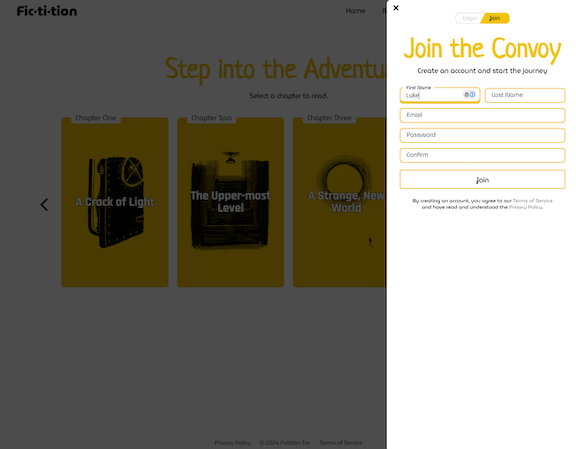 Fic·ti·tion
Home
Step into the Adventu
Select a chapter to read.
Chapter One
A Crack of Light
Chapter Two
The Upper-most
Level
Chapter Three
A Strange, New
World
Privacy Policy © 2024 Fictition Inc Terms of Service
Login Join
Join the Convoy
Create an account and start the journey
First Name
Luke
Last Name
Email
Password
Confirm
Join
By creating an account, you agree to our Terms of Service
and have read and understood the Privacy Policy.